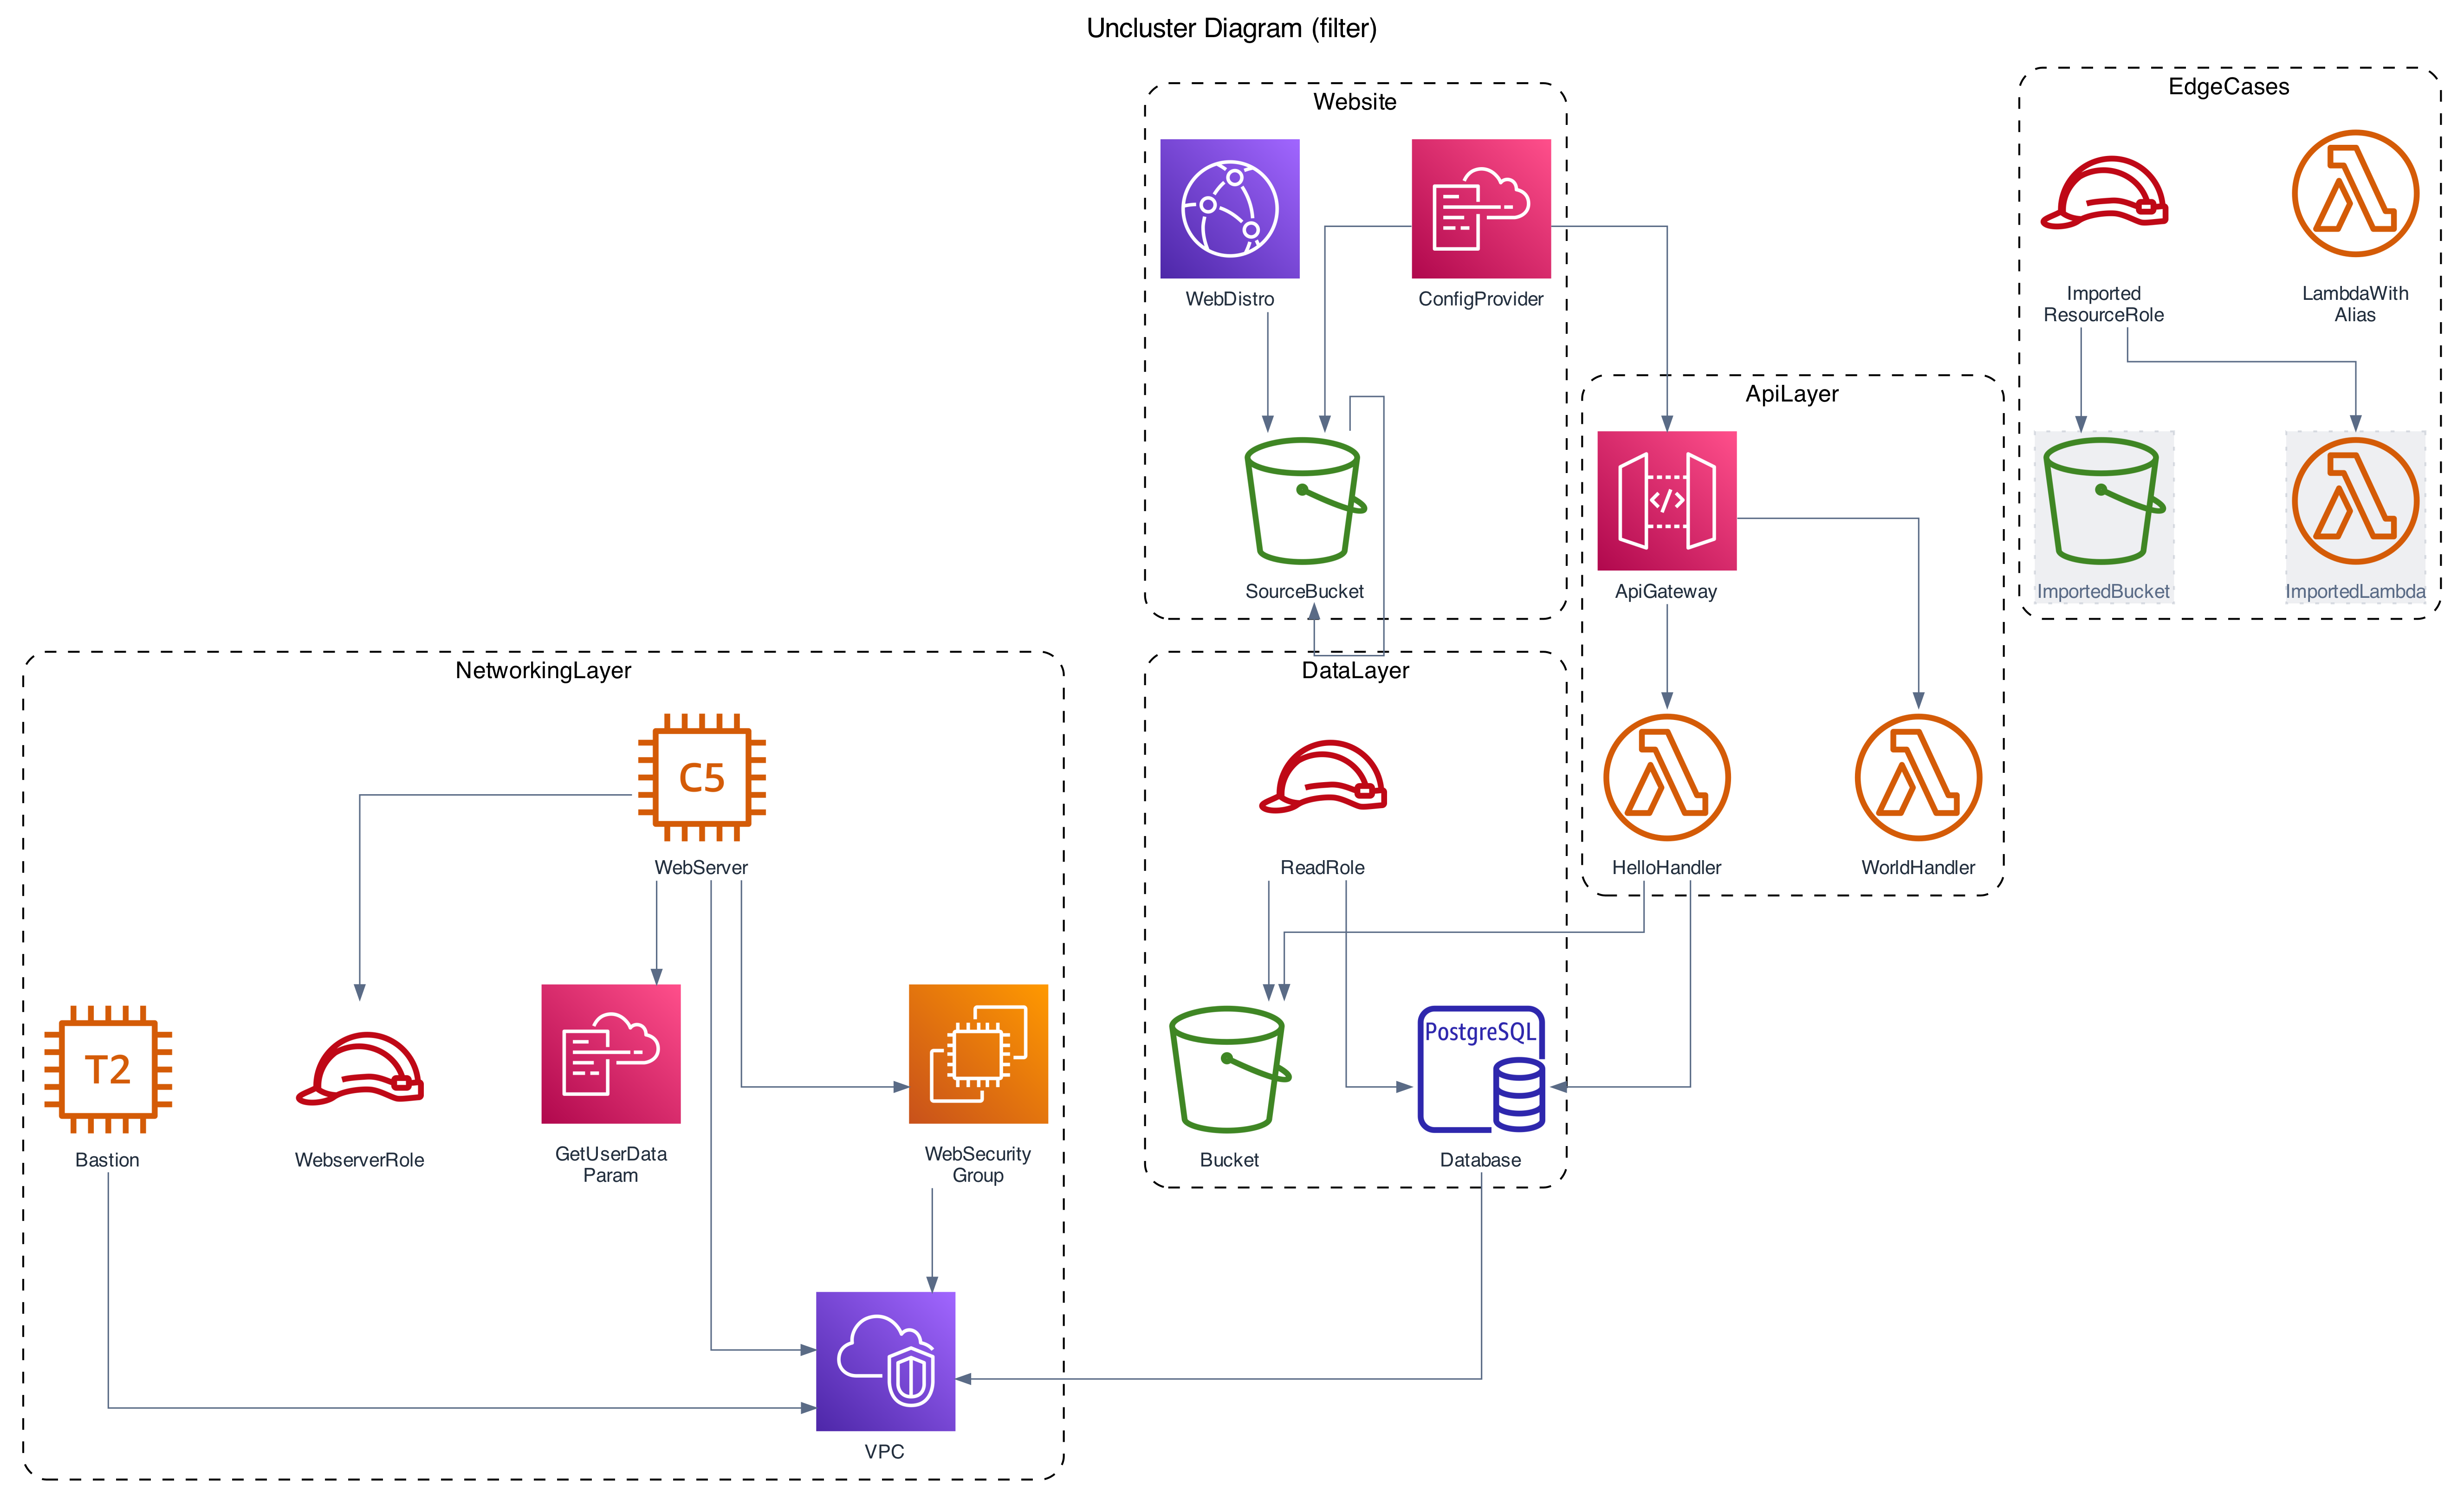 Uncluster Diagram (filter)
Website
WebDistro
ConfigProvider
SourceBucket
EdgeCases
Imported
ResourceRole
LambdaWith
Alias
ImportedBucket
ImportedLambda
ApiLayer
ApiGateway
HelloHandler
WorldHandler
NetworkingLayer
C5
WebServer
T2
Bastion
WebserverRole
GetUserData
Param
WebSecurity
Group
VPC
DataLayer
ReadRole
Bucket
PostgreSQL
Database